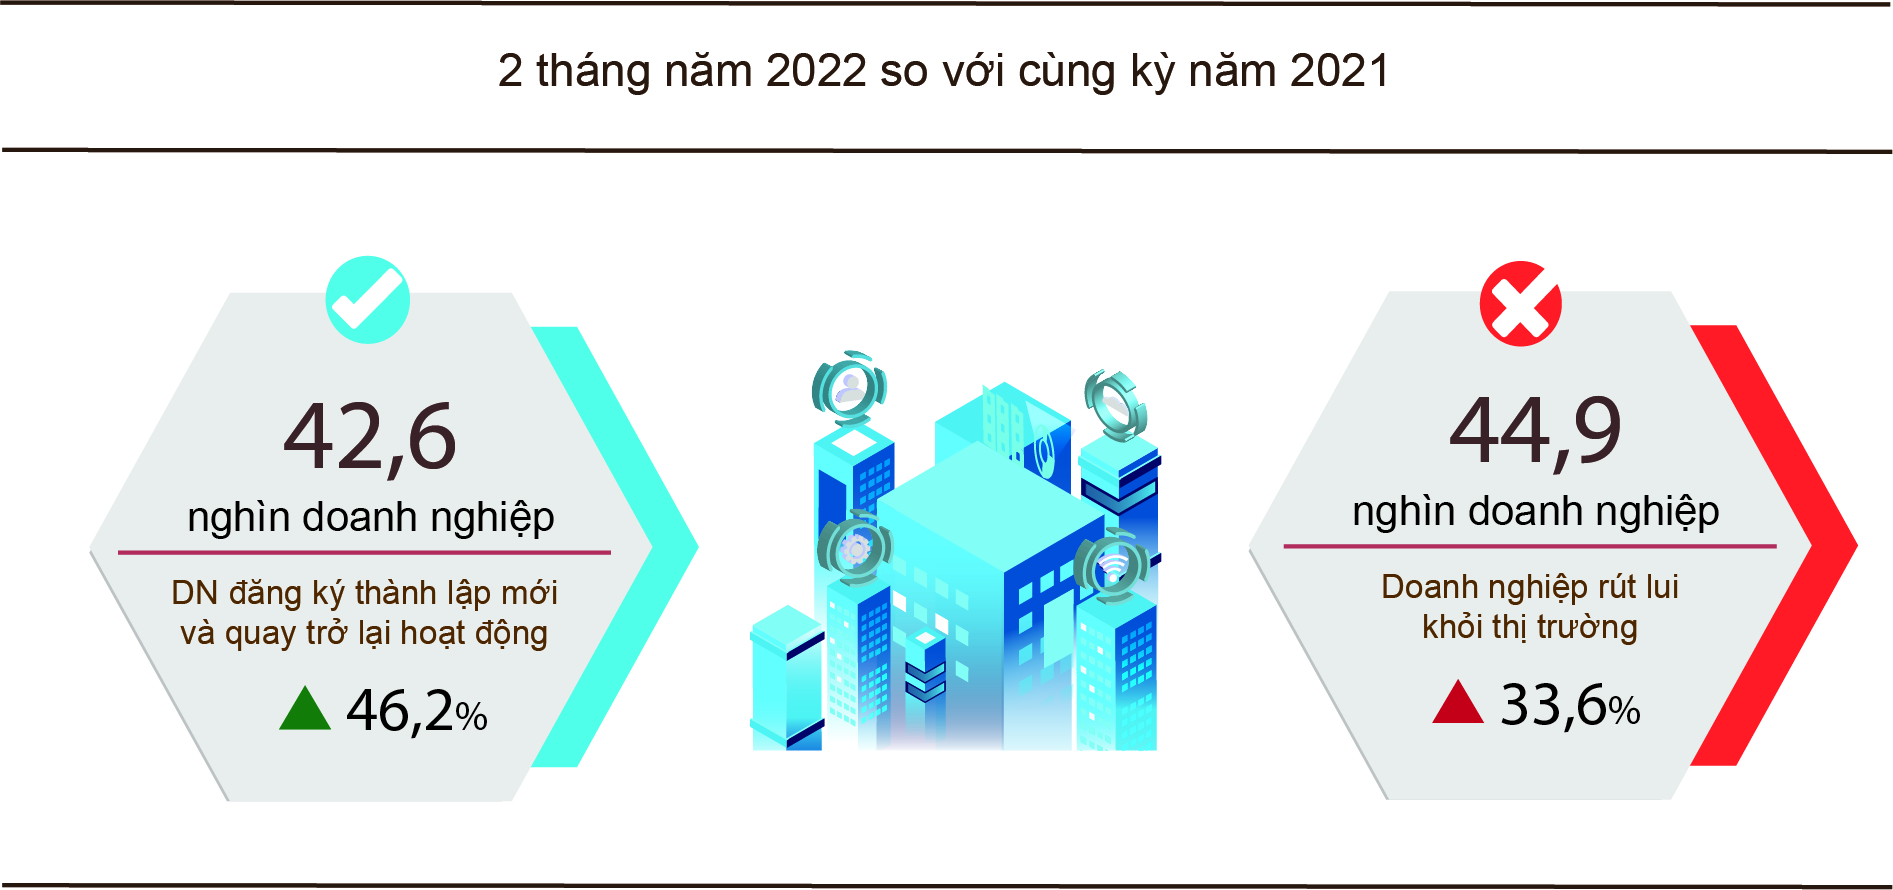 2 tháng năm 2022 so với cùng kỳ năm 2021
42,6
nghìn doanh nghiệp
DN đăng ký thành lập mới
và quay trở lại hoạt động
46,2%
44,9
nghìn doanh nghiệp
Doanh nghiệp rút lui
khỏi thị trường
33,6%